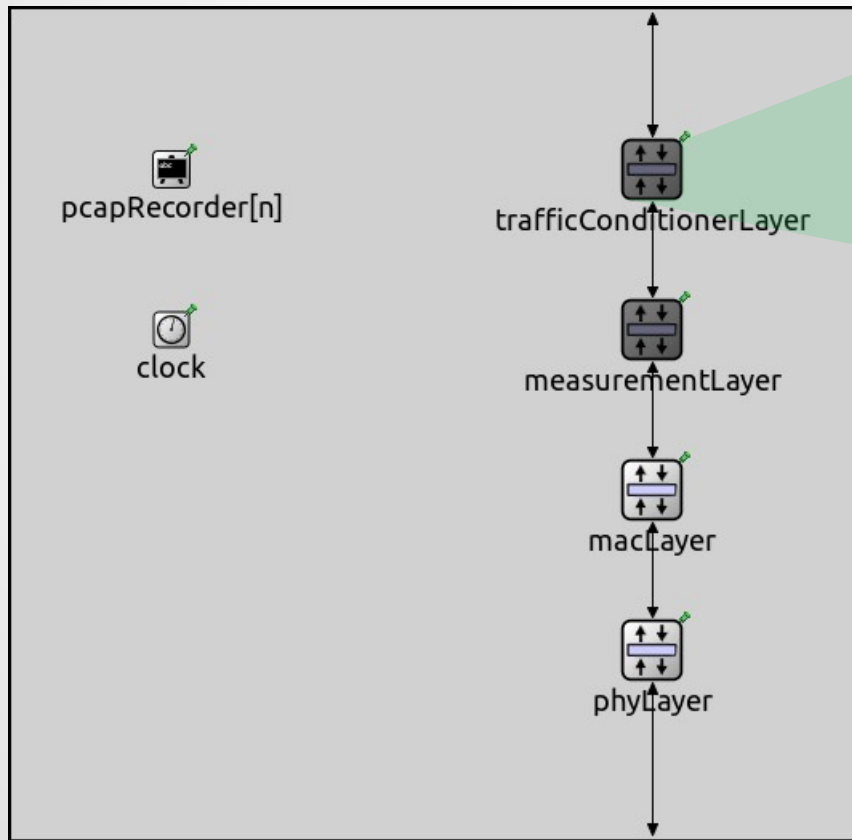 pcapRecorder[n]
trafficConditionerLayer
clock
measurementLayer
macLayer
phyLayer